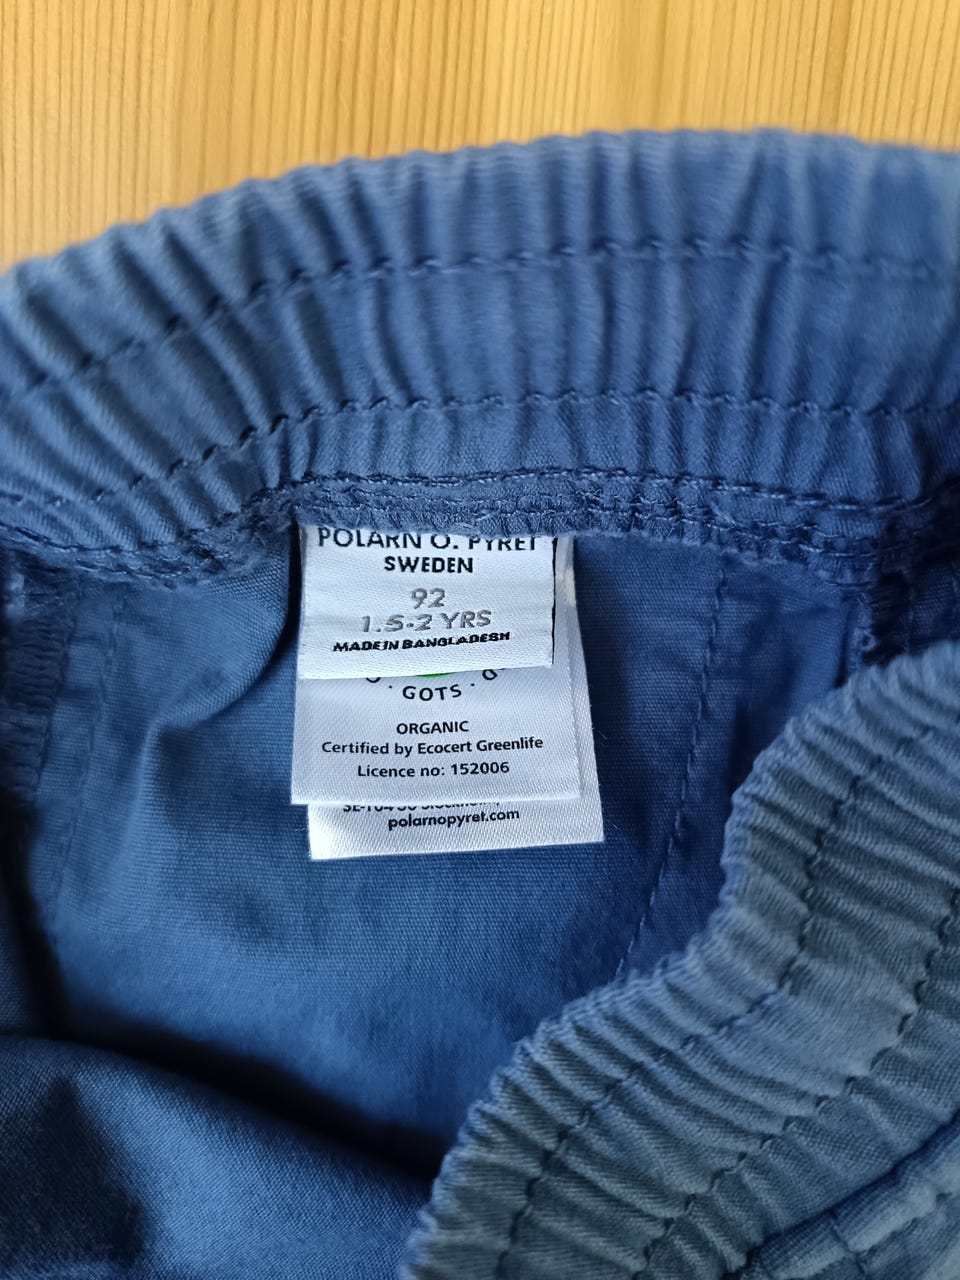 POLARN O. PYRET
SWEDEN
92
1.5-2 YRS
MADE IN BANGLADESH
· GOTS ·
ORGANIC
Certified by Ecocert Greenlife
Licence no: 152006
polarnopyret.com